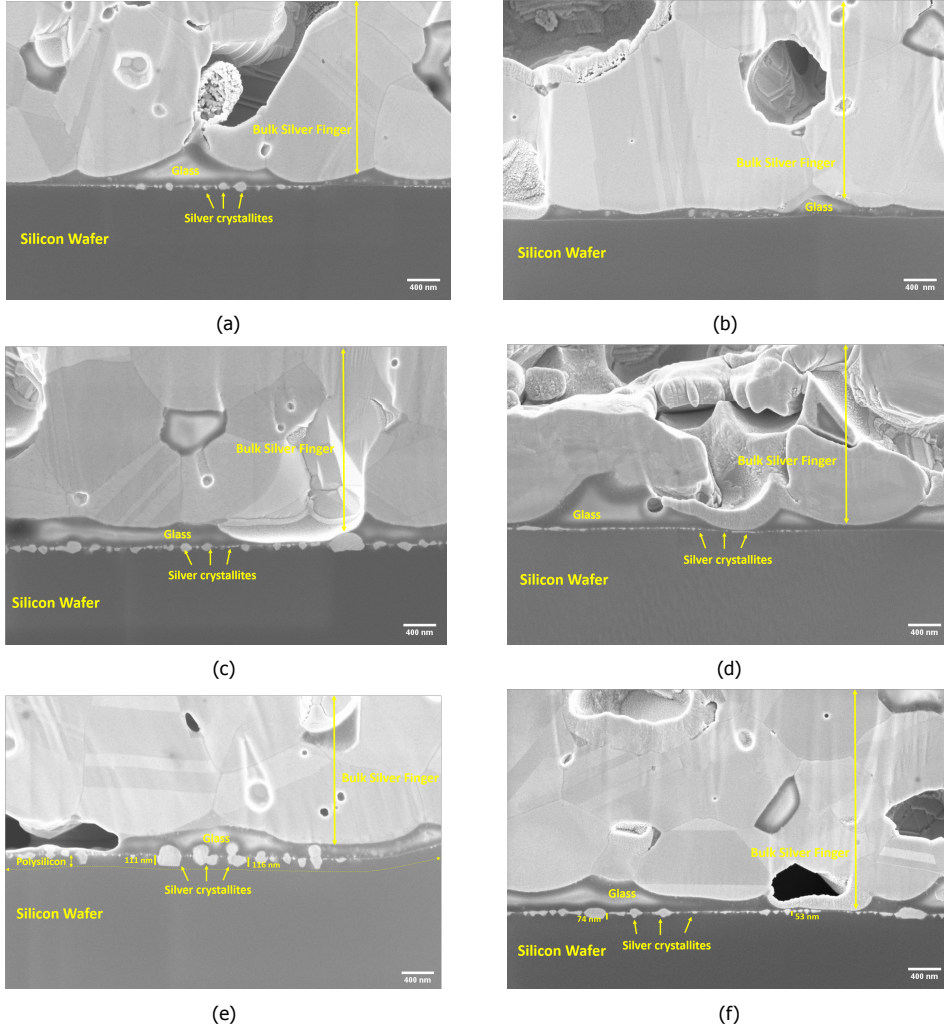 Bulk Silver Finger
Glass
Silver crystallites
Silicon Wafer
400 nm
(a)
Bulk Silver Finger
Glass
Silicon Wafer
400 nm
(b)
Bulk Silver Finger
Glass
Silver crystallites
Silicon Wafer
400 nm
(c)
Bulk Silver Finger
Glass
Silver crystallites
Silicon Wafer
400 nm
(d)
Bulk Silver Finger
Glass
Polysilicon
111 nm
116 nm
Silver crystallites
Silicon Wafer
400 nm
(e)
Bulk Silver Finger
Glass
74 nm
53 nm
Silver crystallites
Silicon Wafer
400 nm
(f)